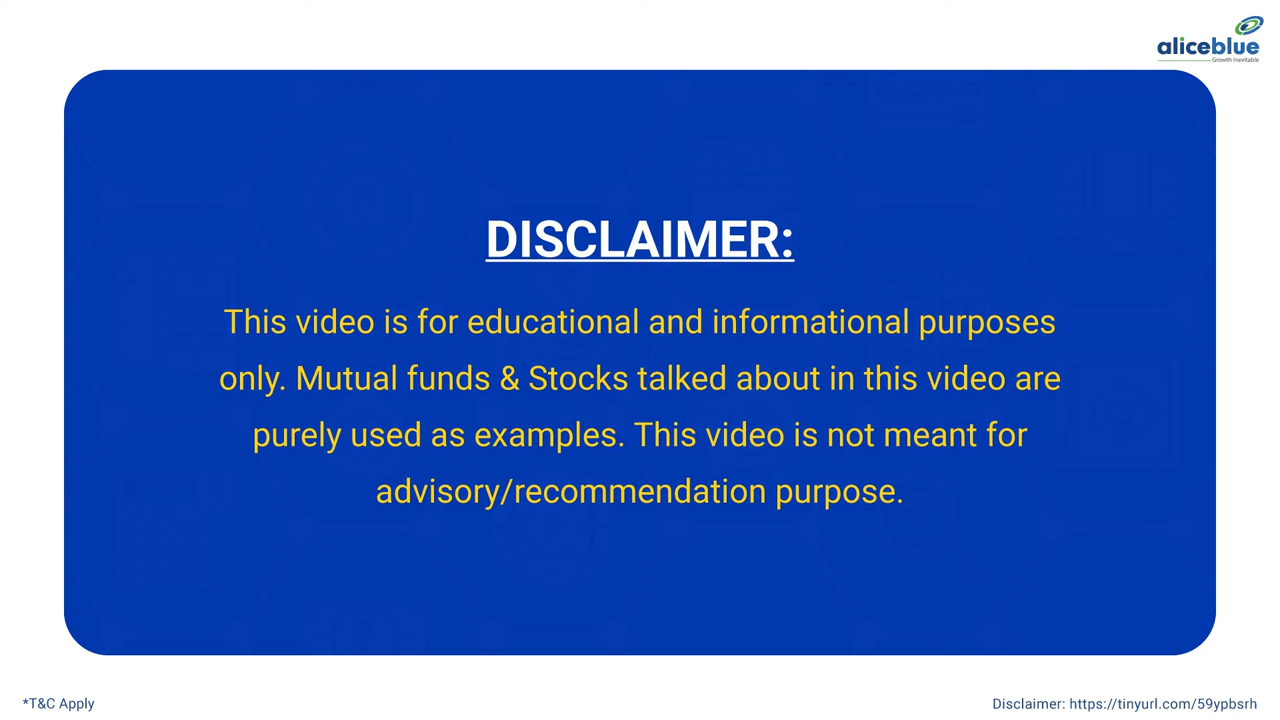 aliceblue
Growth inevitable
DISCLAIMER:
This video is for educational and informational purposes
only. Mutual funds & Stocks talked about in this video are
purely used as examples. This video is not meant for
advisory/recommendation purpose.
*T&C Apply
Disclaimer: https://tinyurl.com/59ypbsrh